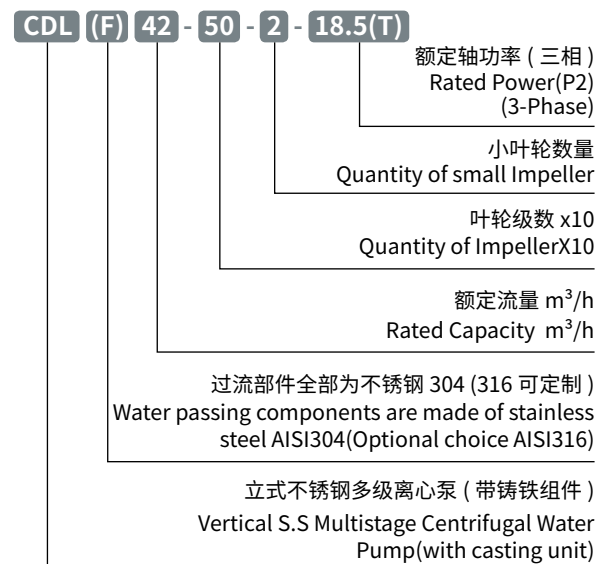 CDL (F) 42 - 50 - 2 - 18.5(T)
额定轴功率 ( 三相 )
Rated Power(P2)
(3-Phase)
小叶轮数量
Quantity of small Impeller
叶轮级数 x10
Quantity of ImpellerX10
额定流量 m³/h
Rated Capacity m³/h
过流部件全部为不锈钢 304 (316 可定制 )
Water passing components are made of stainless
steel AISI304(Optional choice AISI316)
立式不锈钢多级离心泵 ( 带铸铁组件 )
Vertical S.S Multistage Centrifugal Water
Pump(with casting unit)